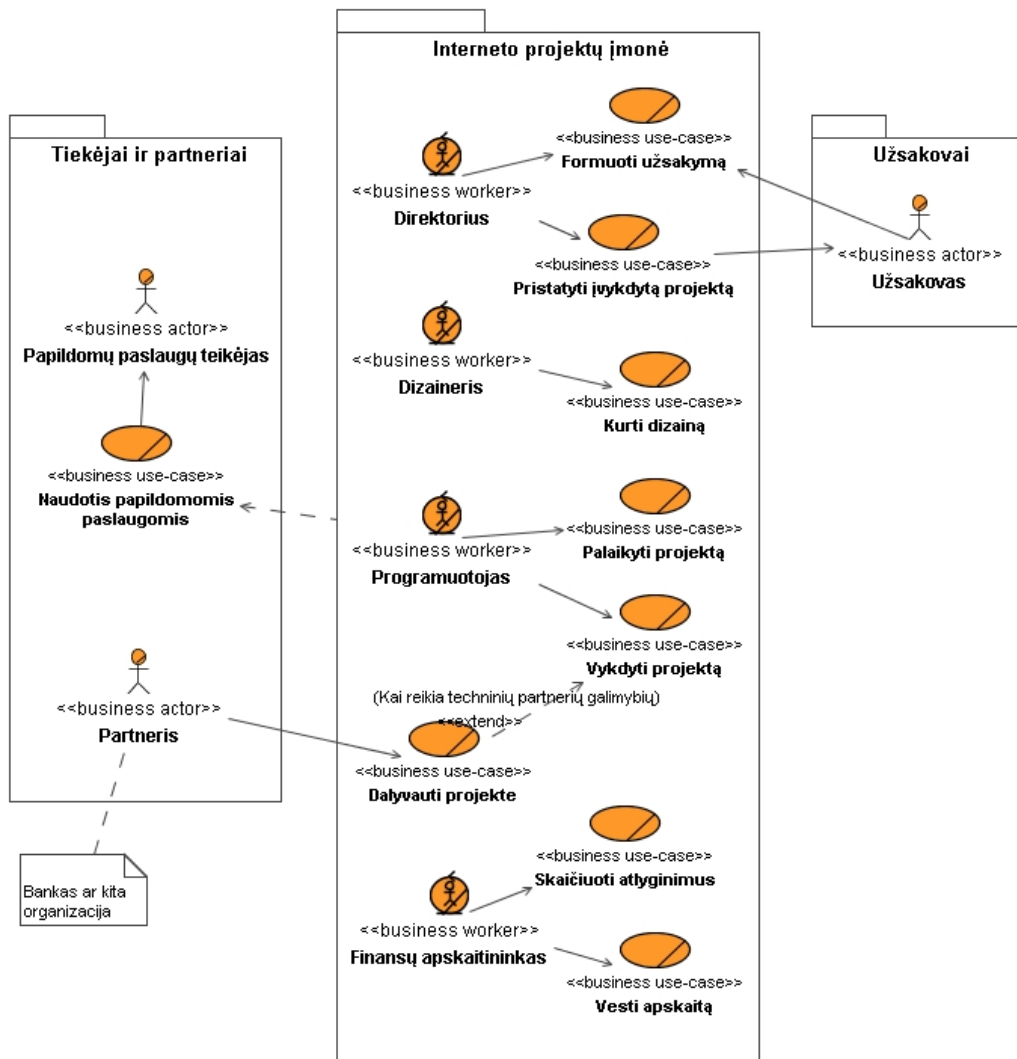 Interneto projektų įmonė
Tiekėjai ir partneriai
Užsakovai
<<business use-case>>
Formuoti užsakymą
<<business worker>>
Direktorius
<<business actor>>
Užsakovas
<<business use-case>>
Pristatyti įvykdytą projektą
<<business actor>>
Papildomų paslaugų teikėjas
<<business worker>>
Dizaineris
<<business use-case>>
Kurti dizainą
<<business use-case>>
Naudotis papildomomis
paslaugomis
<<business worker>>
Programuotojas
<<business use-case>>
Palaikyti projektą
<<business use-case>>
Vykdyti projektą
(Kai reikia techninių partnerių galimybių)
<<extend>>
<<business actor>>
Partneris
<<business use-case>>
Dalyvauti projekte
<<business use-case>>
Skaičiuoti atlyginimus
Bankas ar kita
organizacija
<<business worker>>
Finansų apskaitininkas
<<business use-case>>
Vesti apskaitą